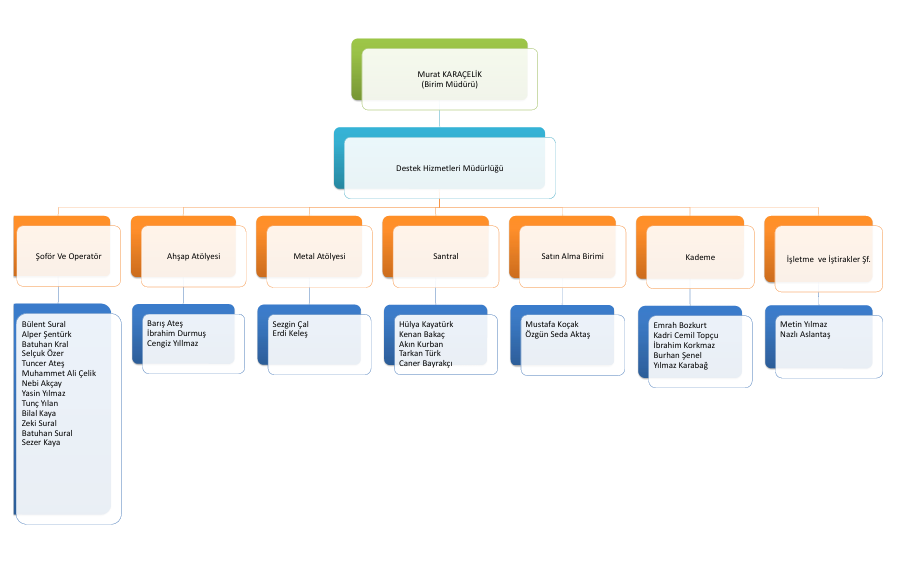 Murat KARAÇELİK
(Birim Müdürü)
Destek Hizmetleri Müdürlüğü
Şoför Ve Operatör
Ahşap Atölyesi
Metal Atölyesi
Santral
Satın Alma Birimi
Kademe
İşletme ve İştirakler Şf.
Bülent Sural
Alper Şentürk
Batuhan Kral
Selçuk Özer
Tuncer Ateş
Muhammet Ali Çelik
Nebi Akçay
Yasin Yılmaz
Tunç Yılan
Bilal Kaya
Zeki Sural
Batuhan Sural
Sezer Kaya
Barış Ateş
İbrahim Durmuş
Cengiz Yıllmaz
Sezgin Çal
Erdi Keleş
Hülya Kayatürk
Kenan Bakaç
Akın Kurban
Tarkan Türk
Caner Bayrakçı
Mustafa Koçak
Özgün Seda Aktaş
Emrah Bozkurt
Kadri Cemil Topçu
İbrahim Korkmaz
Burhan Şenel
Yılmaz Karabağ
Metin Yılmaz
Nazlı Aslantaş